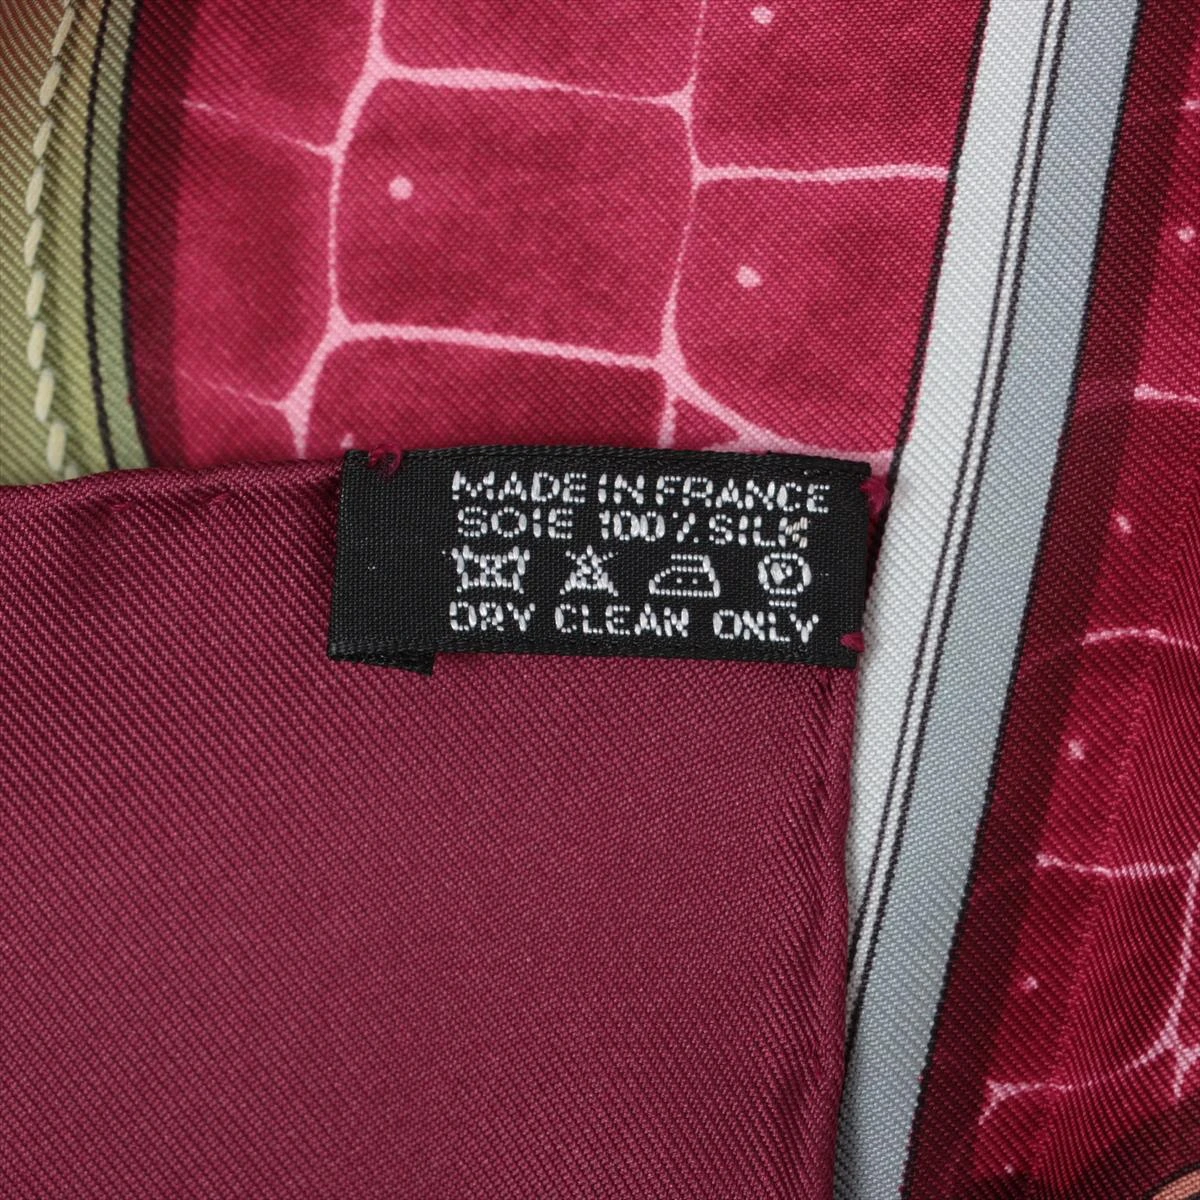 MADE IN FRANCE
SOIE 100% SILK
P
DRY CLEAN ONLY